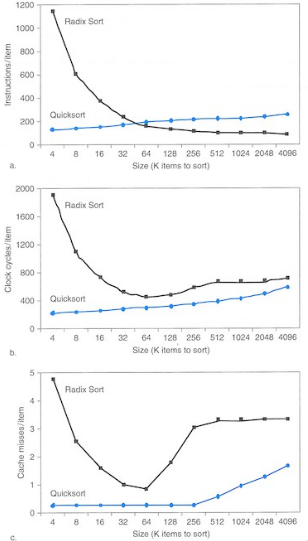 1200
1000
800
600
400
200
0
Instructions/item
Radix Sort
Quicksort
4 8 16 32 64 128 256 512 1024 2048 4096
a. Size (K items to sort)
2000
1600
1200
800
400
0
Clock cycles/item
Radix Sort
Quicksort
4 8 16 32 64 128 256 512 1024 2048 4096
b. Size (K items to sort)
5
4
3
2
1
0
Cache misses/item
Radix Sort
Quicksort
4 8 16 32 64 128 256 512 1024 2048 4096
c. Size (K items to sort)